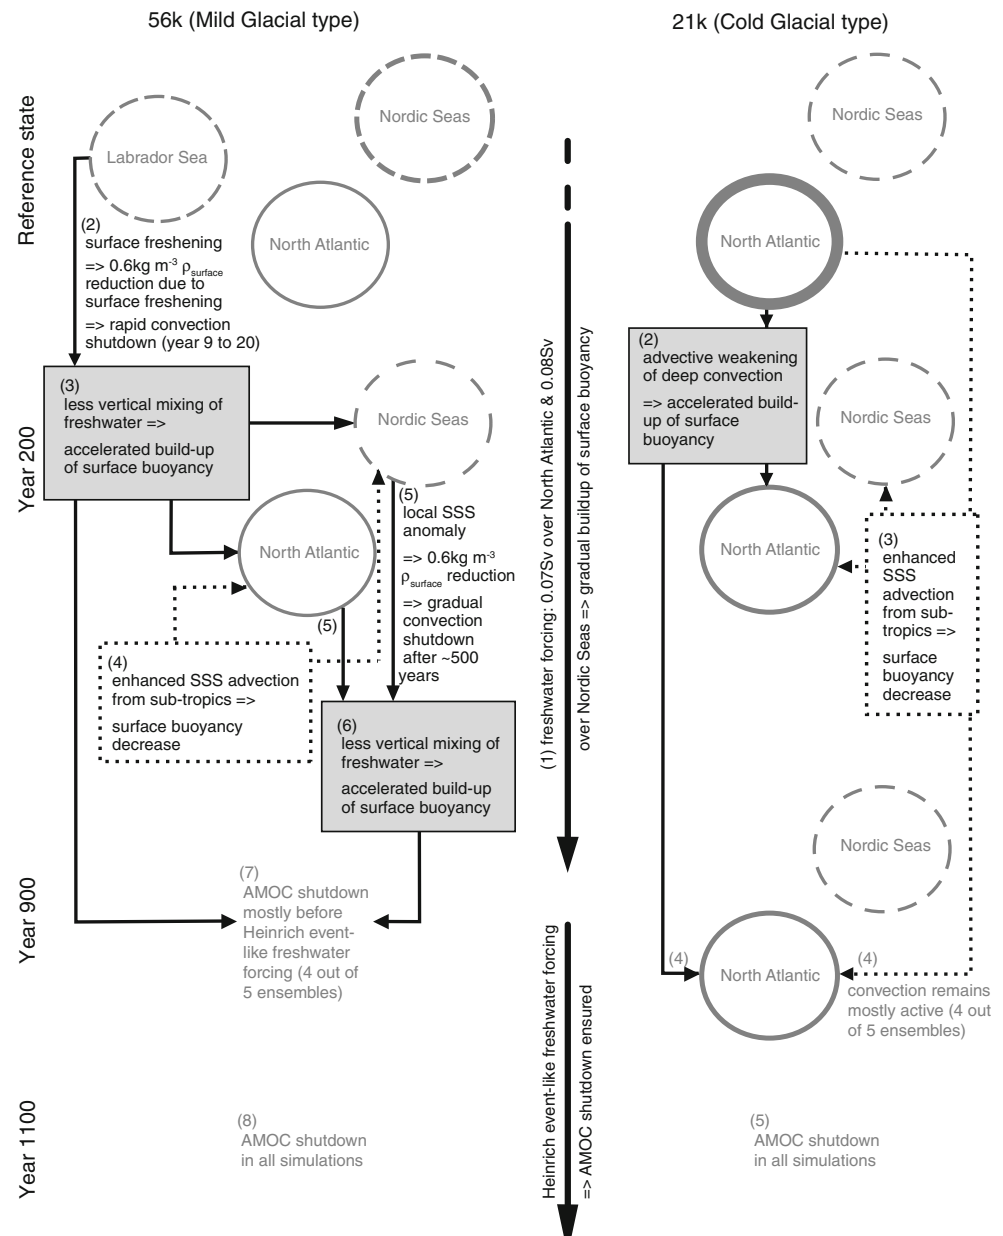 56k (Mild Glacial type)
21k (Cold Glacial type)
Reference state
Year 200
Year 900
Year 1100
Labrador Sea
Nordic Seas
North Atlantic
(2)
surface freshening
=> 0.6kg m-3 ρsurface
reduction due to
surface freshening
=> rapid convection
shutdown (year 9 to 20)
(3)
less vertical mixing of
freshwater =>
accelerated build-up
of surface buoyancy
Nordic Seas
North Atlantic
(5)
local SSS
anomaly
=> 0.6kg m-3
ρsurface reduction
=> gradual
convection
shutdown
after ~500
years
(5)
(4)
enhanced SSS advection
from sub-tropics =>
surface buoyancy
decrease
(6)
less vertical mixing of
freshwater =>
accelerated build-up
of surface buoyancy
(7)
AMOC shutdown
mostly before
Heinrich event-
like freshwater
forcing (4 out of
5 ensembles)
(8)
AMOC shutdown
in all simulations
(1) freshwater forcing: 0.07Sv over North Atlantic & 0.08Sv
over Nordic Seas => gradual buildup of surface buoyancy
Heinrich event-like freshwater forcing
=> AMOC shutdown ensured
Nordic Seas
North Atlantic
(2)
advective weakening
of deep convection
=> accelerated build-
up of surface
buoyancy
Nordic Seas
North Atlantic
(3)
enhanced
SSS
advection
from sub-
tropics =>
surface
buoyancy
decrease
Nordic Seas
(4)
North Atlantic
(4)
convection remains
mostly active (4 out
of 5 ensembles)
(5)
AMOC shutdown
in all simulations